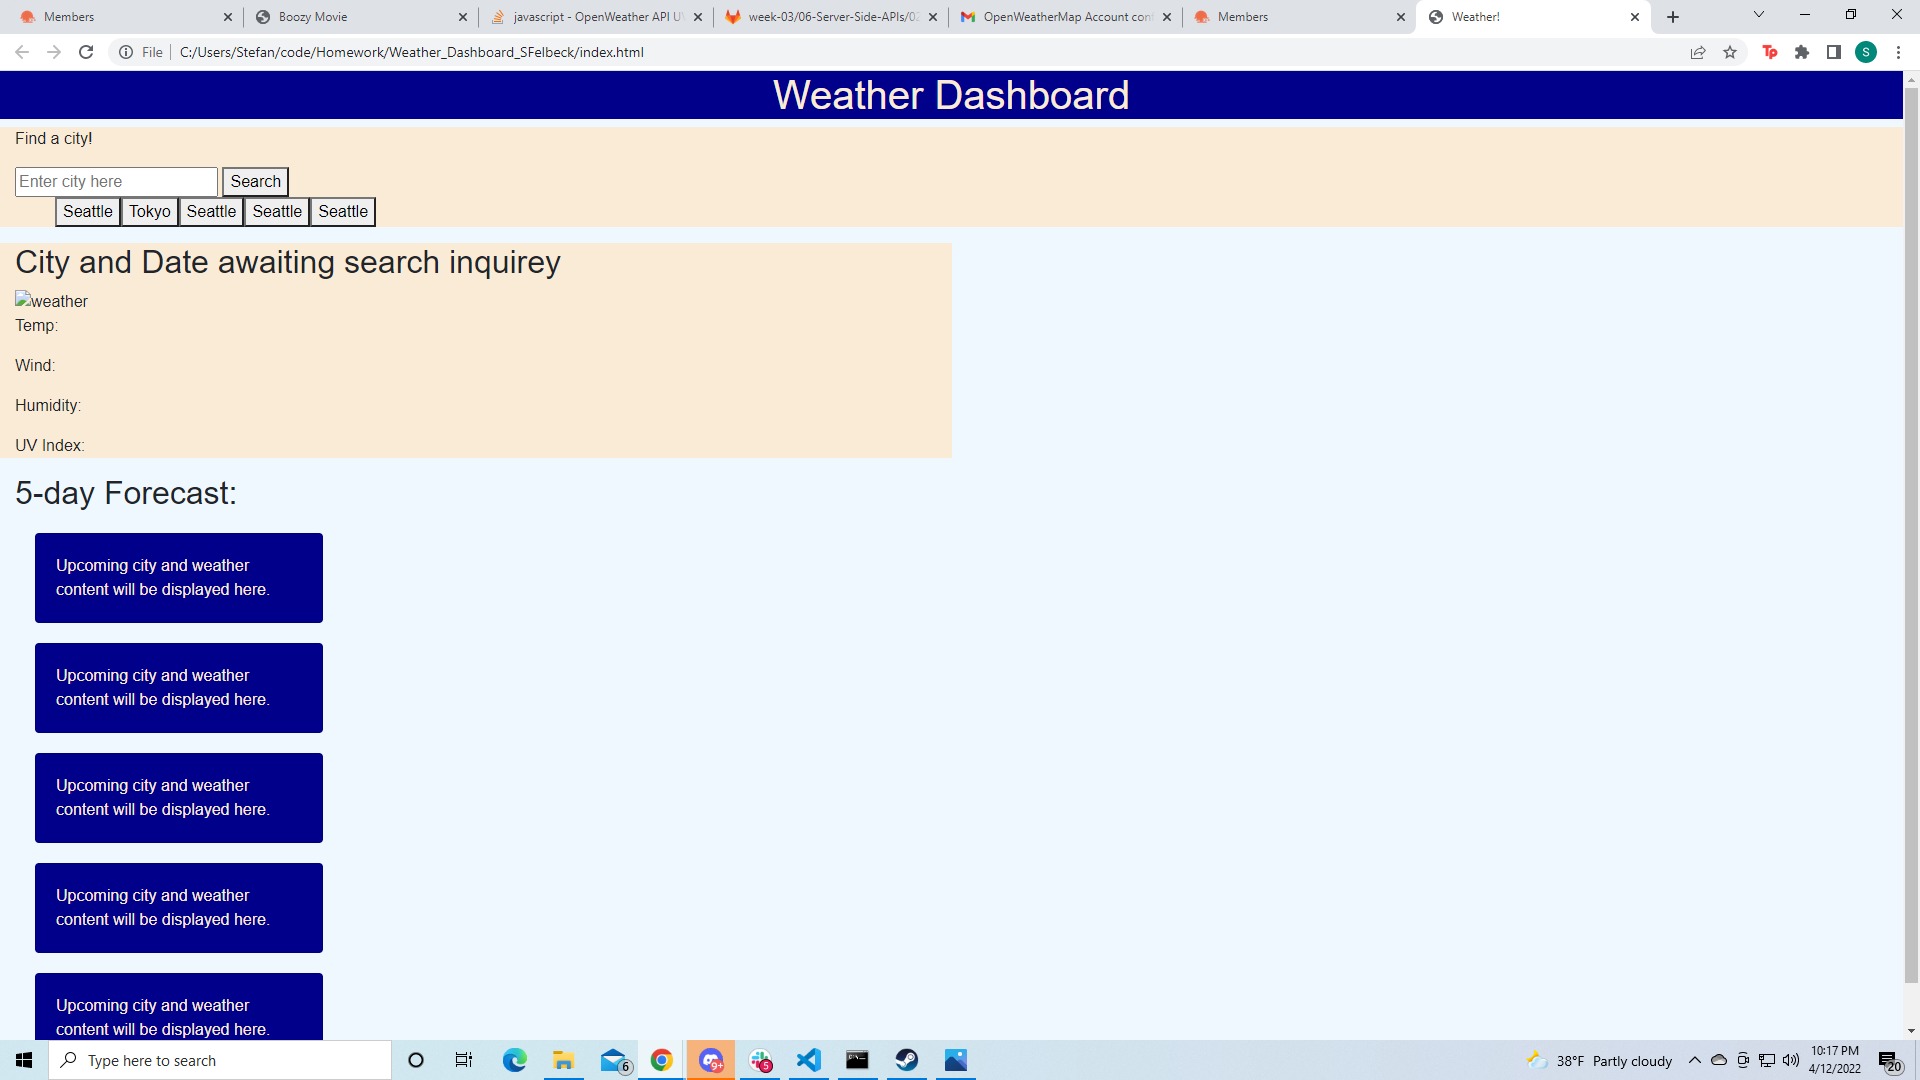 Members
Boozy Movie
javascript - OpenWeather API U
week-03/06-Server-Side-APIs/02
OpenWeatherMap Account con
Members
Weather!
File
C:/Users/Stefan/code/Homework/Weather_Dashboard_SFelbeck/index.html
Tp
S
Weather Dashboard
Find a city!
Enter city here Search
Seattle Tokyo Seattle Seattle Seattle
City and Date awaiting search inquirey
weather
Temp:
Wind:
Humidity:
UV Index:
5-day Forecast:
Upcoming city and weather
content will be displayed here.
Upcoming city and weather
content will be displayed here.
Upcoming city and weather
content will be displayed here.
Upcoming city and weather
content will be displayed here.
Upcoming city and weather
content will be displayed here.
Type here to search
6
9+
5
38°F Partly cloudy
10:17 PM
4/12/2022
20